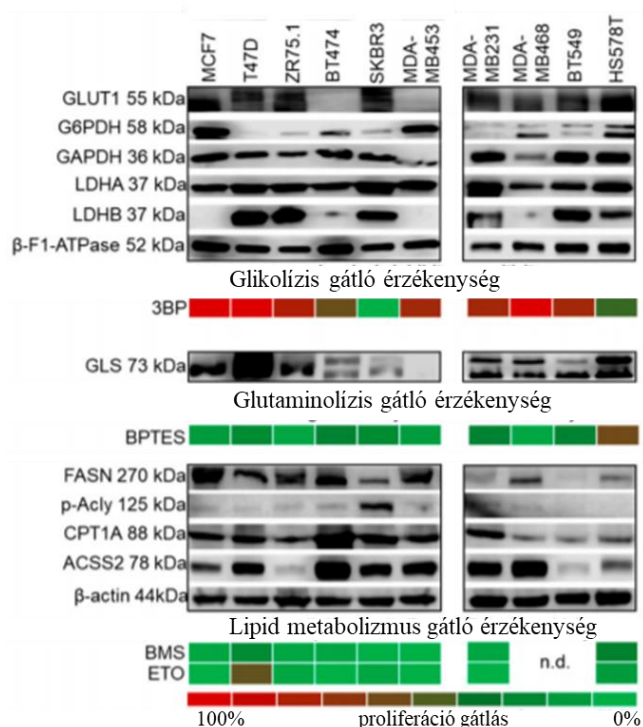 MCF7 T47D ZR75.1 BT474 SKBR3 MDA-MB453 MDA-MB231 MDA-MB468 BT549 HS578T
GLUT1 55 kDa
G6PDH 58 kDa
GAPDH 36 kDa
LDHA 37 kDa
LDHB 37 kDa
β-F1-ATPase 52 kDa
Glikolízis gátló érzékenység
3BP
GLS 73 kDa
Glutaminolízis gátló érzékenység
BPTES
FASN 270 kDa
p-Acly 125 kDa
CPT1A 88 kDa
ACSS2 78 kDa
β-actin 44kDa
Lipid metabolizmus gátló érzékenység
BMS
n.d.
ETO
100% proliferáció gátlás 0%